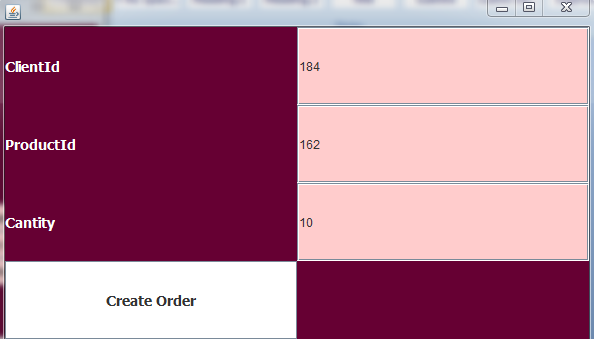 ClientId
184
ProductId
162
Cantity
10
Create Order